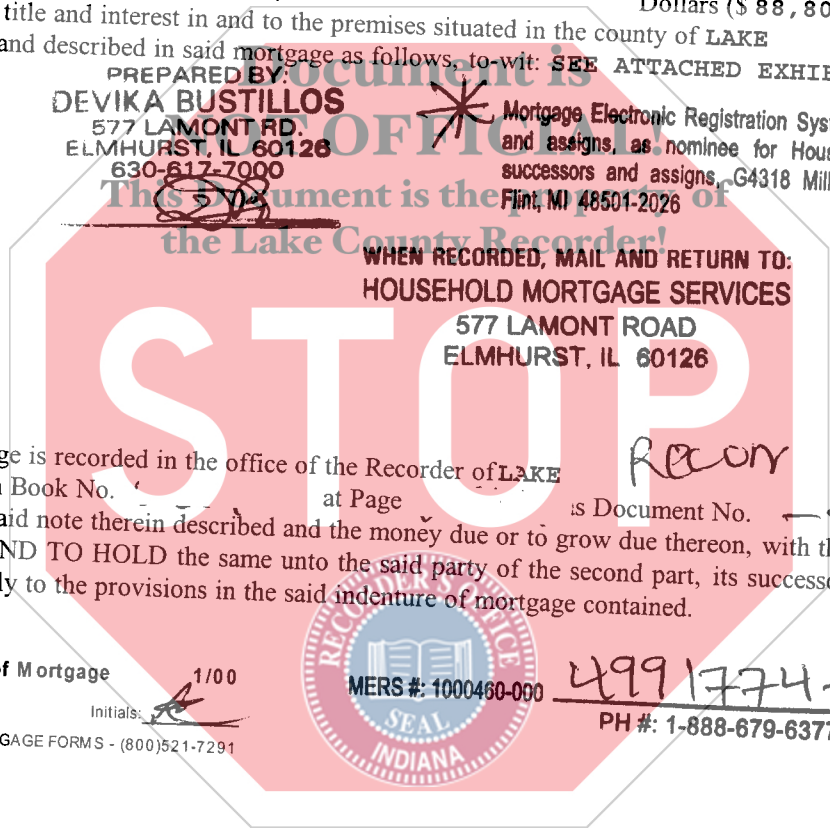 Dollars ($ 88,80
title and interest in and to the premises situated in the county of LAKE
and described in said mortgage as follows, to-wit: SEE ATTACHED EXHIB
Document is
NOT OFFICIAL!
This Document is the property of
the Lake County Recorder!
PREPARED BY:
DEVIKA BUSTILLOS
577 LAMONT RD.
ELMHURST, IL 60126
630-617-7000
Mortgage Electronic Registration Sys
and assigns, as nominee for Hous
successors and assigns, G4318 Mill
Flint, MI 48501-2026
WHEN RECORDED, MAIL AND RETURN TO:
HOUSEHOLD MORTGAGE SERVICES
577 LAMONT ROAD
ELMHURST, IL 60126
STOP
ge is recorded in the office of the Recorder of LAKE
Recon
Book No. at Page is Document No.
aid note therein described and the money due or to grow due thereon, with th
ND TO HOLD the same unto the said party of the second part, its successo
ly to the provisions in the said indenture of mortgage contained.
RECORDER'S OFFICE
SEAL
INDIANA
f Mortgage 1/00
Initials:
GAGE FORMS - (800)521-7291
MERS #: 1000460-000 4991774-
PH #: 1-888-679-6377